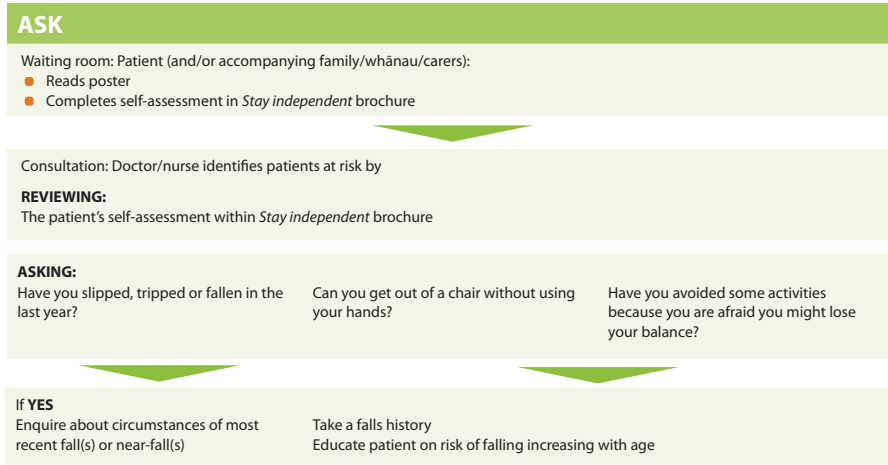 ASK
Waiting room: Patient (and/or accompanying family/whānau/carers):
Reads poster
Completes self-assessment in Stay independent brochure
Consultation: Doctor/nurse identifies patients at risk by
REVIEWING:
The patient's self-assessment within Stay independent brochure
ASKING:
Have you slipped, tripped or fallen in the
last year?
Can you get out of a chair without using
your hands?
Have you avoided some activities
because you are afraid you might lose
your balance?
If YES
Enquire about circumstances of most
recent fall(s) or near-fall(s)
Take a falls history
Educate patient on risk of falling increasing with age